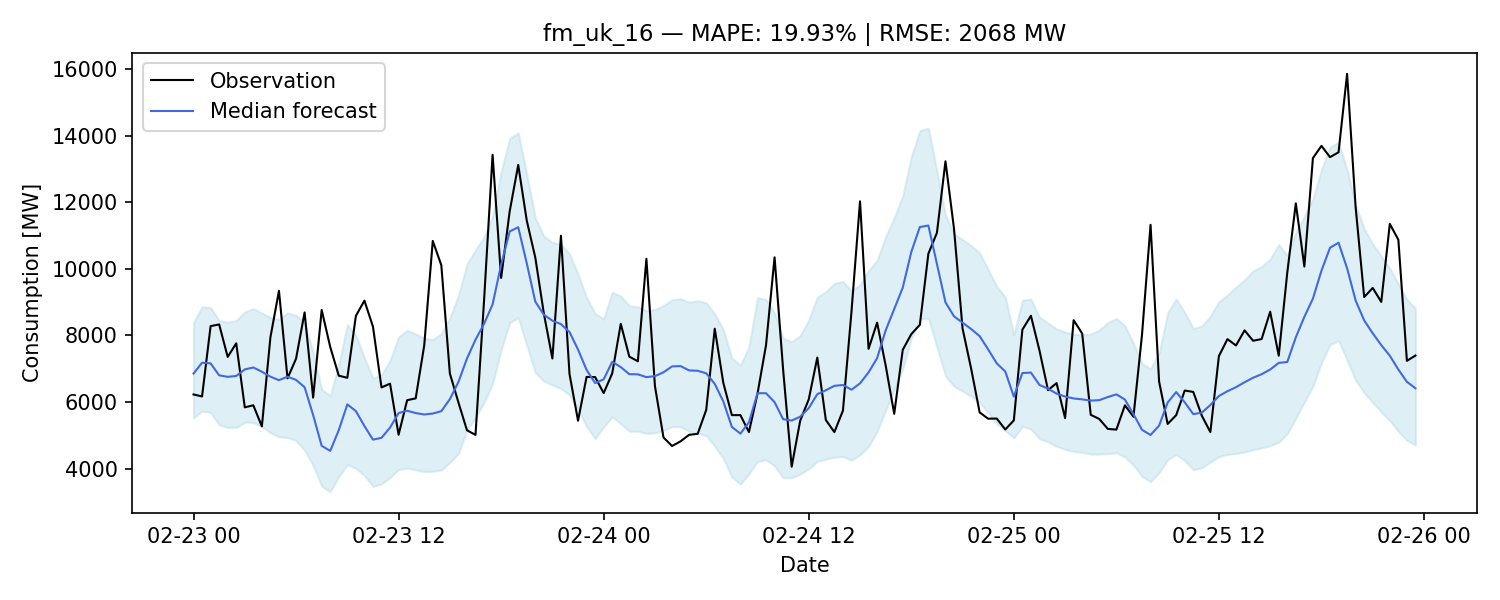 fm_uk_16 — MAPE: 19.93% | RMSE: 2068 MW
Observation
Median forecast
16000
14000
12000
10000
8000
6000
4000
Consumption [MW]
02-23 00
02-23 12
02-24 00
02-24 12
02-25 00
02-25 12
02-26 00
Date